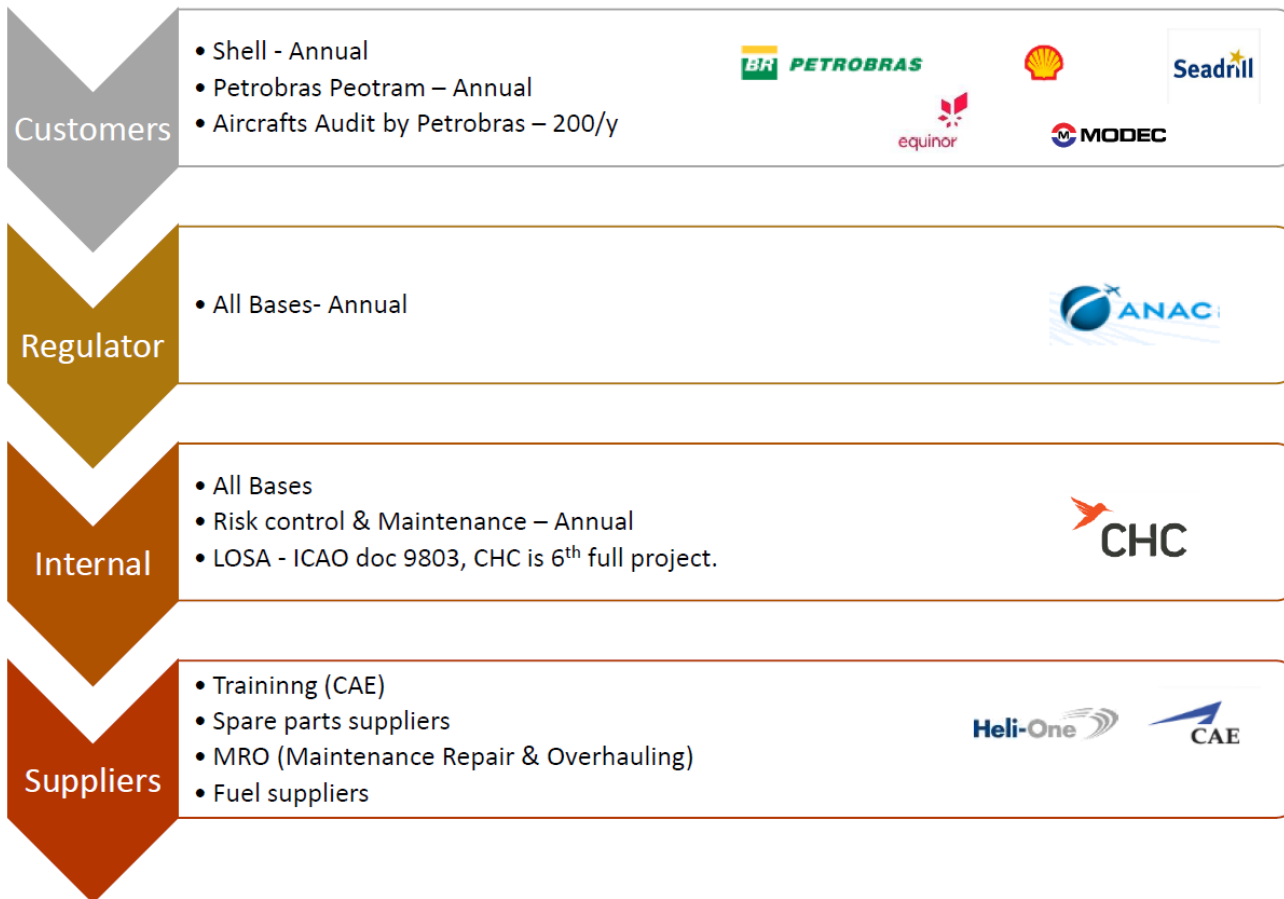 Customers
• Shell - Annual
• Petrobras Peotram – Annual
• Aircrafts Audit by Petrobras – 200/y
BR PETROBRAS
Seadrill
equinor
M MODEC
Regulator
• All Bases- Annual
ANAC
Internal
• All Bases
• Risk control & Maintenance – Annual
• LOSA - ICAO doc 9803, CHC is 6th full project.
CHC
Suppliers
• Traininng (CAE)
• Spare parts suppliers
• MRO (Maintenance Repair & Overhauling)
• Fuel suppliers
Heli-One
CAE